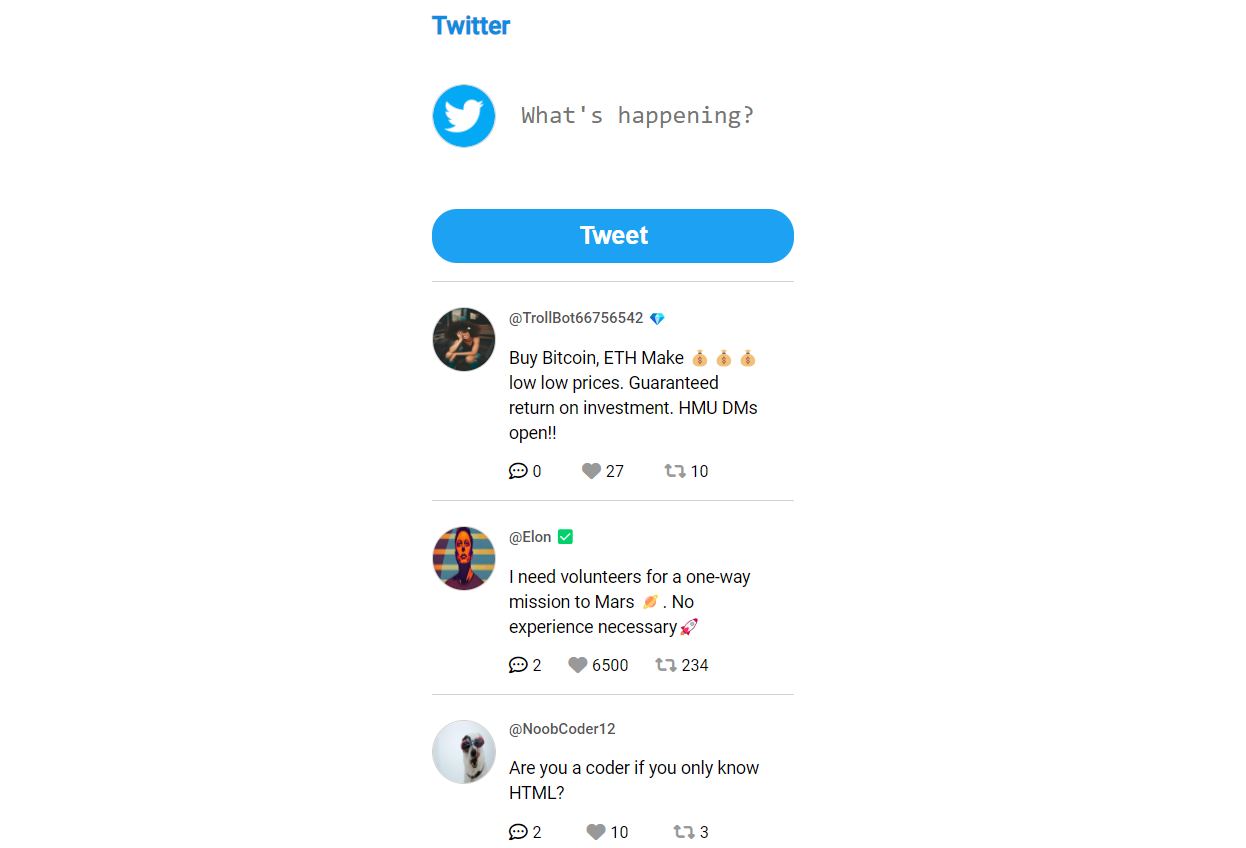 Twitter
What's happening?
Tweet
@TrollBot66756542 💎
Buy Bitcoin, ETH Make 💰 💰 💰
low low prices. Guaranteed
return on investment. HMU DMs
open!!
0 27 10
@Elon ✅
I need volunteers for a one-way
mission to Mars 🪐 . No
experience necessary🚀
2 6500 234
@NoobCoder12
Are you a coder if you only know
HTML?
2 10 3